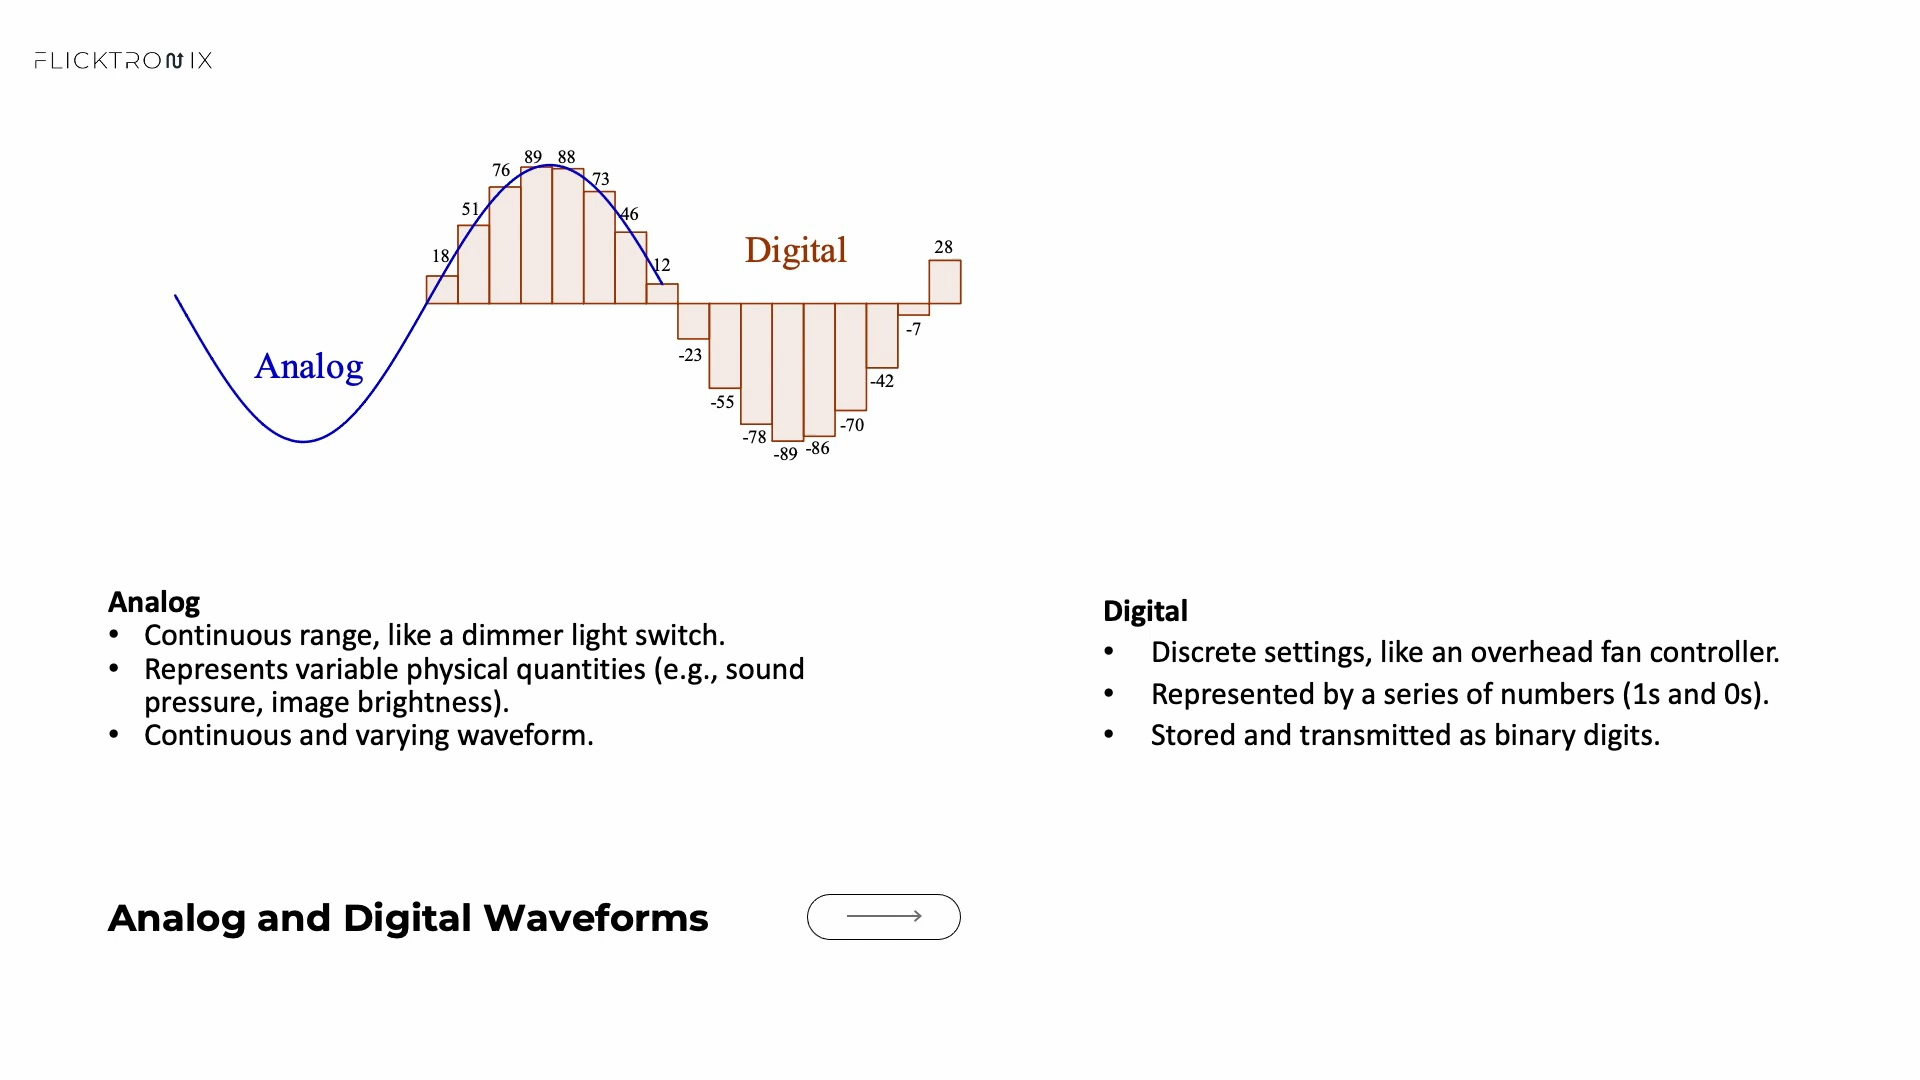 FLICKTRONIX
89 88
76
73
51
46
18
12
Digital
28
Analog
-23
-7
-55
-42
-78
-70
-89
-86
Analog
• Continuous range, like a dimmer light switch.
• Represents variable physical quantities (e.g., sound
pressure, image brightness).
• Continuous and varying waveform.
Digital
• Discrete settings, like an overhead fan controller.
• Represented by a series of numbers (1s and 0s).
• Stored and transmitted as binary digits.
Analog and Digital Waveforms